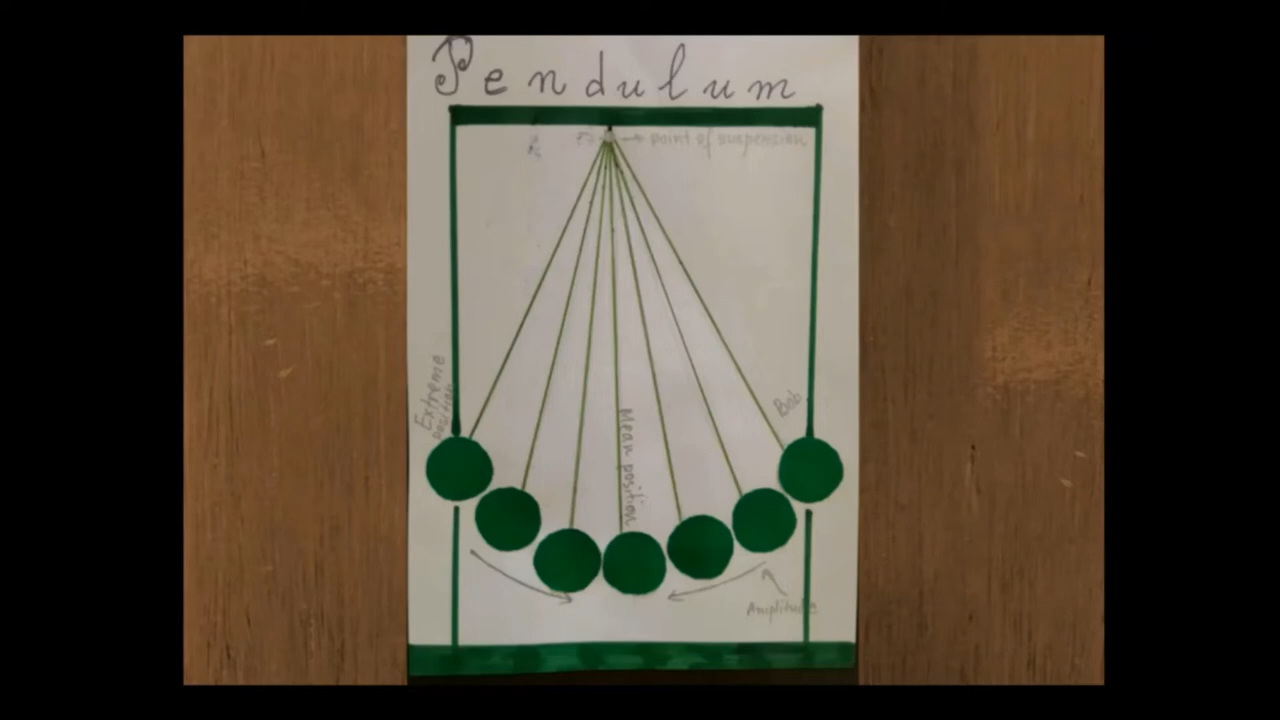 Pendulum
→ point of suspension
Extreme
position
Mean position
Bob
Amplitude